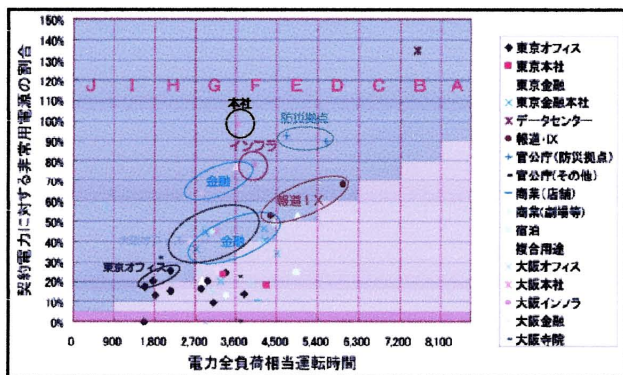 契約電力に対する非常用電源の割合
150%
140%
130%
120%
110%
100%
90%
80%
70%
60%
50%
40%
30%
20%
10%
0%
J I H G F E D C B A
本社
防災拠点
インフラ
金融
報道IX
金融
東京オフィス
0 900 1,800 2,700 3,600 4,500 5,400 6,300 7,200 8,100
電力全負荷相当運転時間
東京オフィス
東京本社
東京金融
東京金融本社
データセンター
報道・IX
官公庁(防災拠点)
官公庁(その他)
商業(店舗)
商業(劇場等)
宿泊
複合用途
大阪オフィス
大阪本社
大阪インフラ
大阪金融
大阪寺院